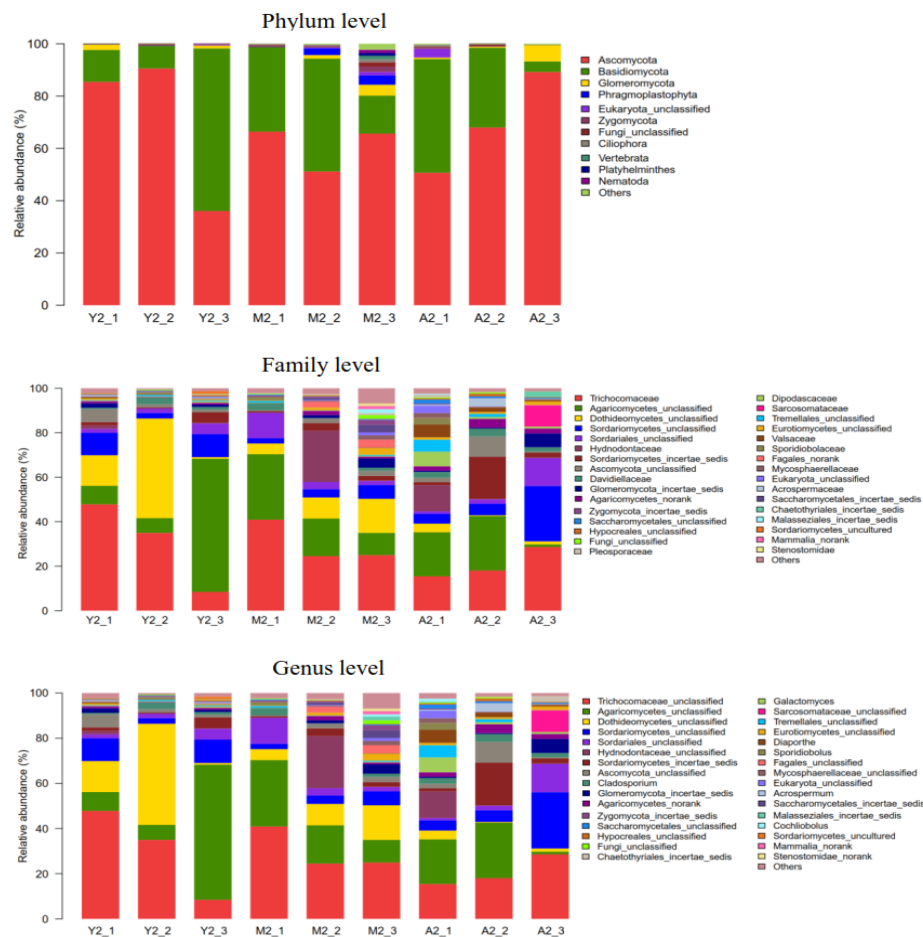 Phylum level
Relative abundance (%)
100
80
60
40
20
0
Y2_1 Y2_2 Y2_3 M2_1 M2_2 M2_3 A2_1 A2_2 A2_3
Ascomycota
Basidiomycota
Glomeromycota
Phragmoplastophyta
Eukaryota_unclassified
Zygomycota
Fungi_unclassified
Ciliophora
Vertebrata
Platyhelminthes
Nematoda
Others
Family level
Relative abundance (%)
100
80
60
40
20
0
Y2_1 Y2_2 Y2_3 M2_1 M2_2 M2_3 A2_1 A2_2 A2_3
Trichocomaceae
Agaricomycetes_unclassified
Dothideomycetes_unclassified
Sordariomycetes_unclassified
Sordariales_unclassified
Hydnodontaceae
Sordariomycetes_incertae_sedis
Ascomycota_unclassified
Davidiellaceae
Glomeromycota_incertae_sedis
Agaricomycetes_norank
Zygomycota_incertae_sedis
Saccharomycetales_unclassified
Hypocreales_unclassified
Fungi_unclassified
Pleosporaceae
Dipodascaceae
Sarcosomataceae
Tremellales_unclassified
Eurotiomycetes_unclassified
Valsaceae
Sporidiobolaceae
Fagales_norank
Mycosphaerellaceae
Eukaryota_unclassified
Acrospermaceae
Saccharomycetales_incertae_sedis
Chaetothyriales_incertae_sedis
Malasseziales_incertae_sedis
Sordariomycetes_uncultured
Mammalia_norank
Stenostomidae
Others
Genus level
Relative abundance (%)
100
80
60
40
20
0
Y2_1 Y2_2 Y2_3 M2_1 M2_2 M2_3 A2_1 A2_2 A2_3
Trichocomaceae_unclassified
Agaricomycetes_unclassified
Dothideomycetes_unclassified
Sordariomycetes_unclassified
Sordariales_unclassified
Hydnodontaceae_unclassified
Sordariomycetes_incertae_sedis
Ascomycota_unclassified
Cladosporium
Glomeromycota_incertae_sedis
Agaricomycetes_norank
Zygomycota_incertae_sedis
Saccharomycetales_unclassified
Hypocreales_unclassified
Fungi_unclassified
Chaetothyriales_incertae_sedis
Galactomyces
Sarcosomataceae_unclassified
Tremellales_unclassified
Eurotiomycetes_unclassified
Diaporthe
Sporidiobolus
Fagales_unclassified
Mycosphaerellaceae_unclassified
Eukaryota_unclassified
Acrospermum
Saccharomycetales_incertae_sedis
Malasseziales_incertae_sedis
Cochliobolus
Sordariomycetes_uncultured
Mammalia_norank
Stenostomidae_norank
Others